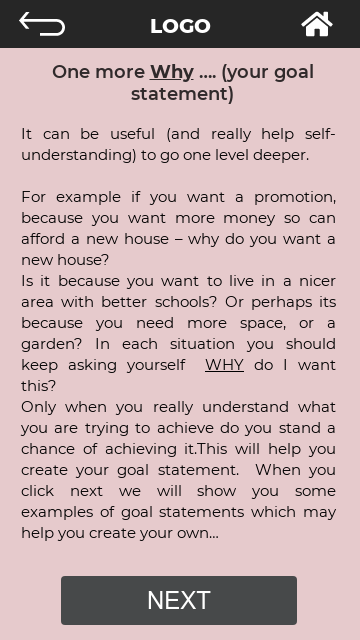 LOGO
One more Why .... (your goal
statement)
It can be useful (and really help self-
understanding) to go one level deeper.
For example if you want a promotion,
because you want more money so can
afford a new house – why do you want a
new house?
Is it because you want to live in a nicer
area with better schools? Or perhaps its
because you need more space, or a
garden? In each situation you should
keep asking yourself  WHY do I want
this?
Only when you really understand what
you are trying to achieve do you stand a
chance of achieving it.This will help you
create your goal statement.  When you
click next we will show you some
examples of goal statements which may
help you create your own...
NEXT